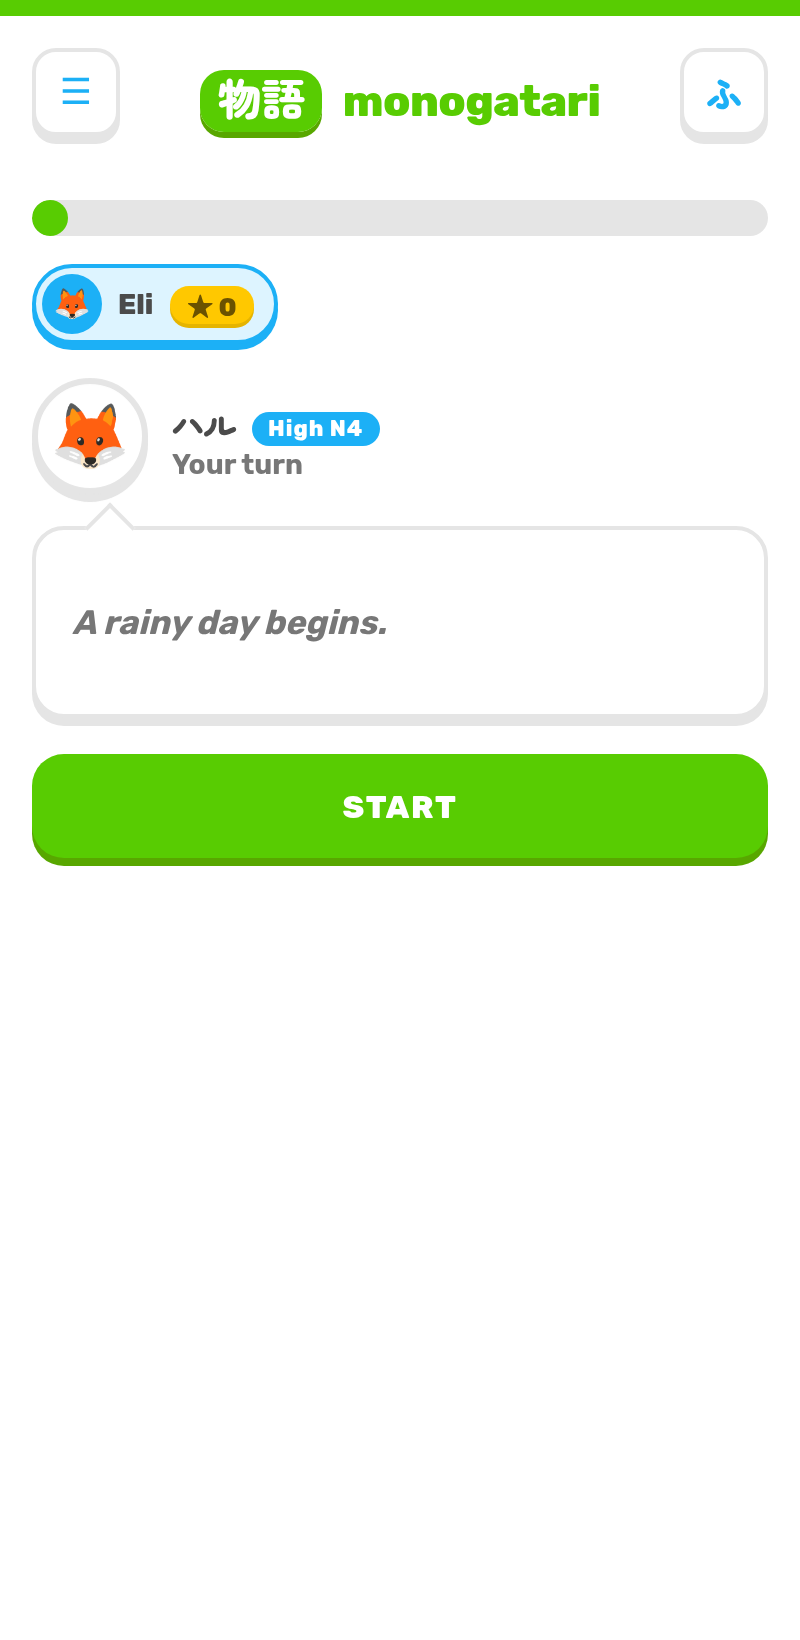 物語 monogatari
ふ
Eli ★ 0
ハル High N4
Your turn
A rainy day begins.
START